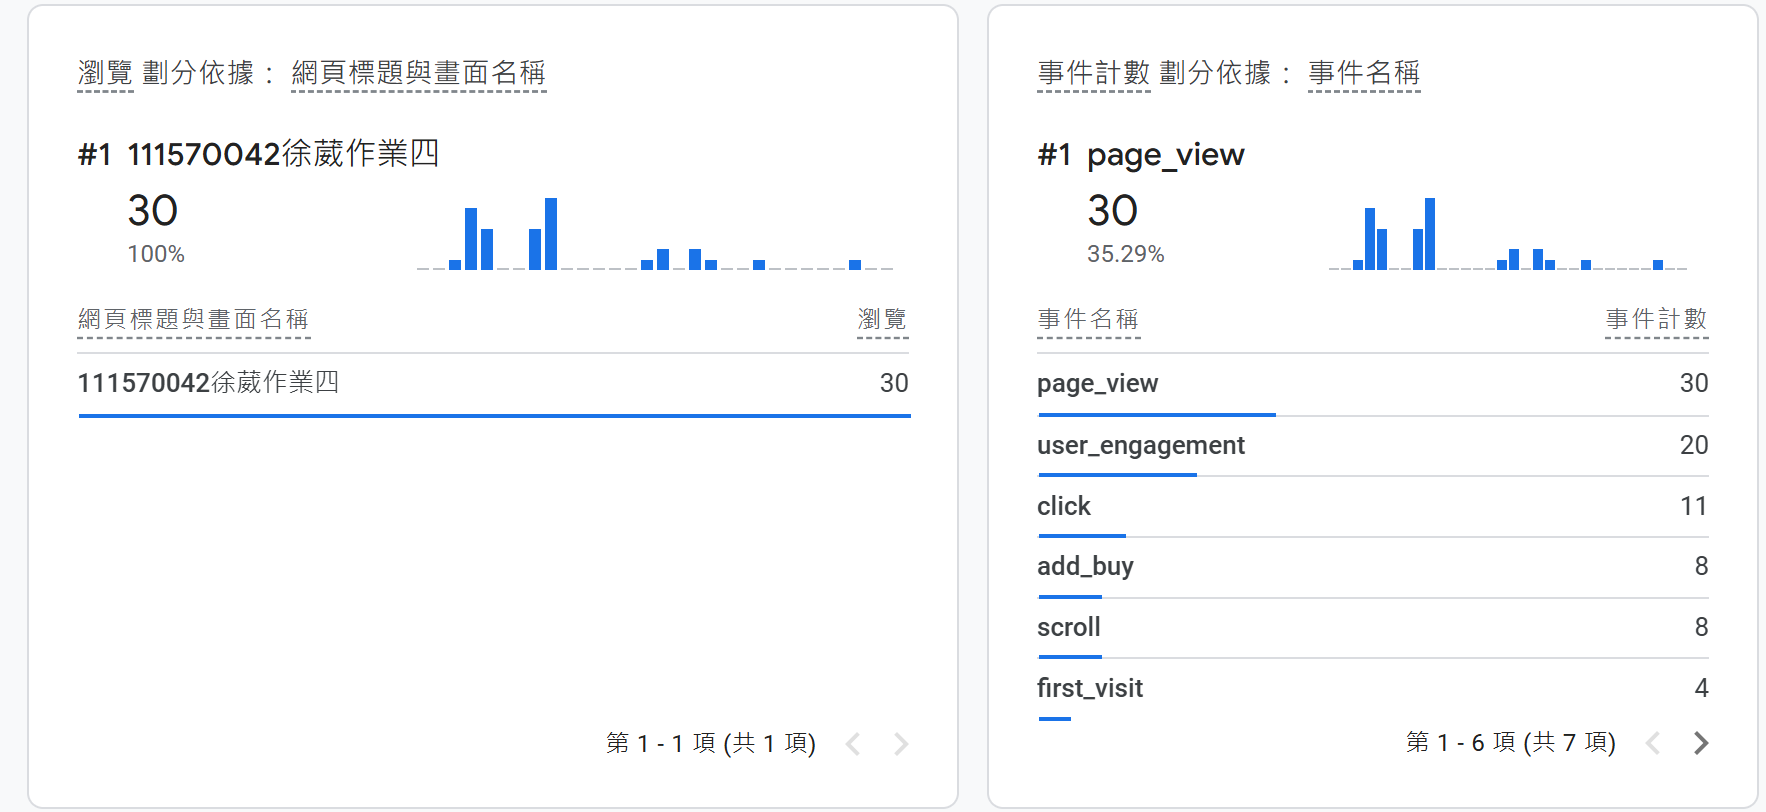 瀏覽 劃分依據： 網頁標題與畫面名稱
#1 111570042徐葳作業四
30
100%
網頁標題與畫面名稱 瀏覽
111570042徐葳作業四 30
第 1 - 1 項 (共 1 項)
事件計數 劃分依據： 事件名稱
#1 page_view
30
35.29%
事件名稱 事件計數
page_view 30
user_engagement 20
click 11
add_buy 8
scroll 8
first_visit 4
第 1 - 6 項 (共 7 項)